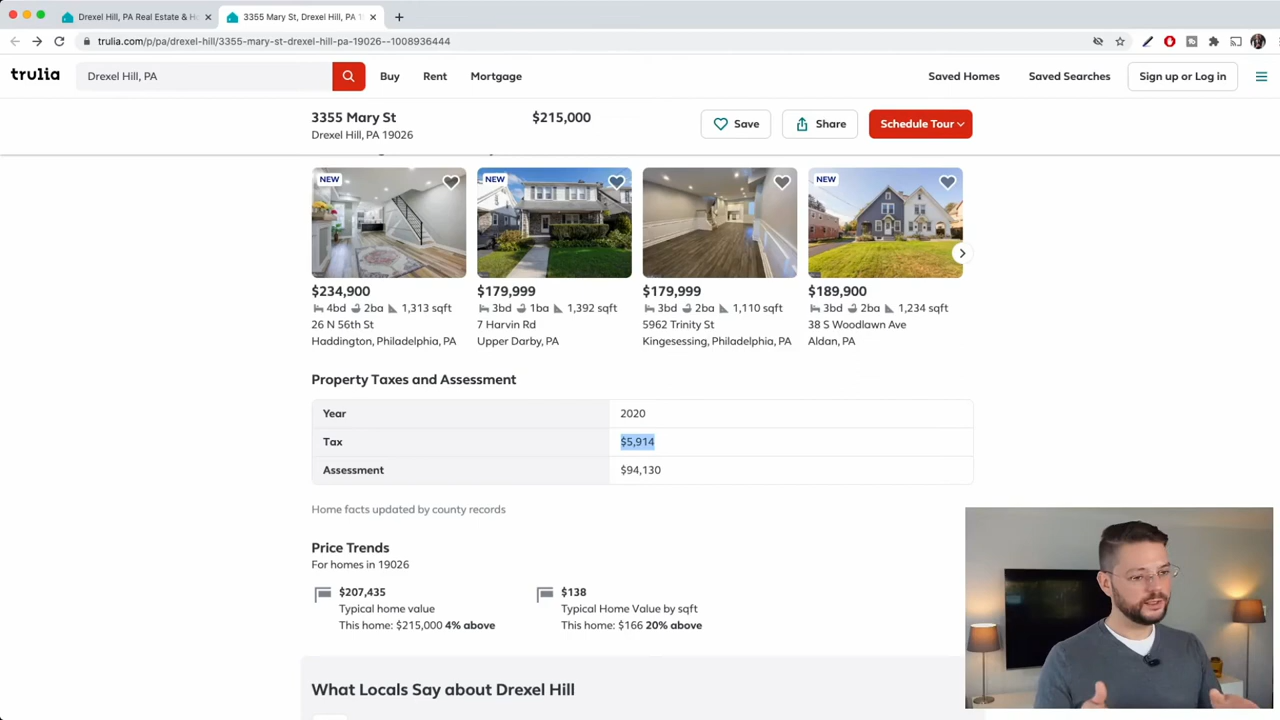 Drexel Hill, PA Real Estate & Ho
3355 Mary St, Drexel Hill, PA 1
trulia.com/p/pa/drexel-hill/3355-mary-st-drexel-hill-pa-19026--1008936444
trulia
Drexel Hill, PA
Buy
Rent
Mortgage
Saved Homes
Saved Searches
Sign up or Log in
3355 Mary St
Drexel Hill, PA 19026
$215,000
Save
Share
Schedule Tour
NEW
NEW
NEW
$234,900
4bd 2ba 1,313 sqft
26 N 56th St
Haddington, Philadelphia, PA
$179,999
3bd 1ba 1,392 sqft
7 Harvin Rd
Upper Darby, PA
$179,999
3bd 2ba 1,110 sqft
5962 Trinity St
Kingesessing, Philadelphia, PA
$189,900
3bd 2ba 1,234 sqft
38 S Woodlawn Ave
Aldan, PA
Property Taxes and Assessment
Year 2020
Tax $5,914
Assessment $94,130
Home facts updated by county records
Price Trends
For homes in 19026
$207,435
Typical home value
This home: $215,000 4% above
$138
Typical Home Value by sqft
This home: $166 20% above
What Locals Say about Drexel Hill